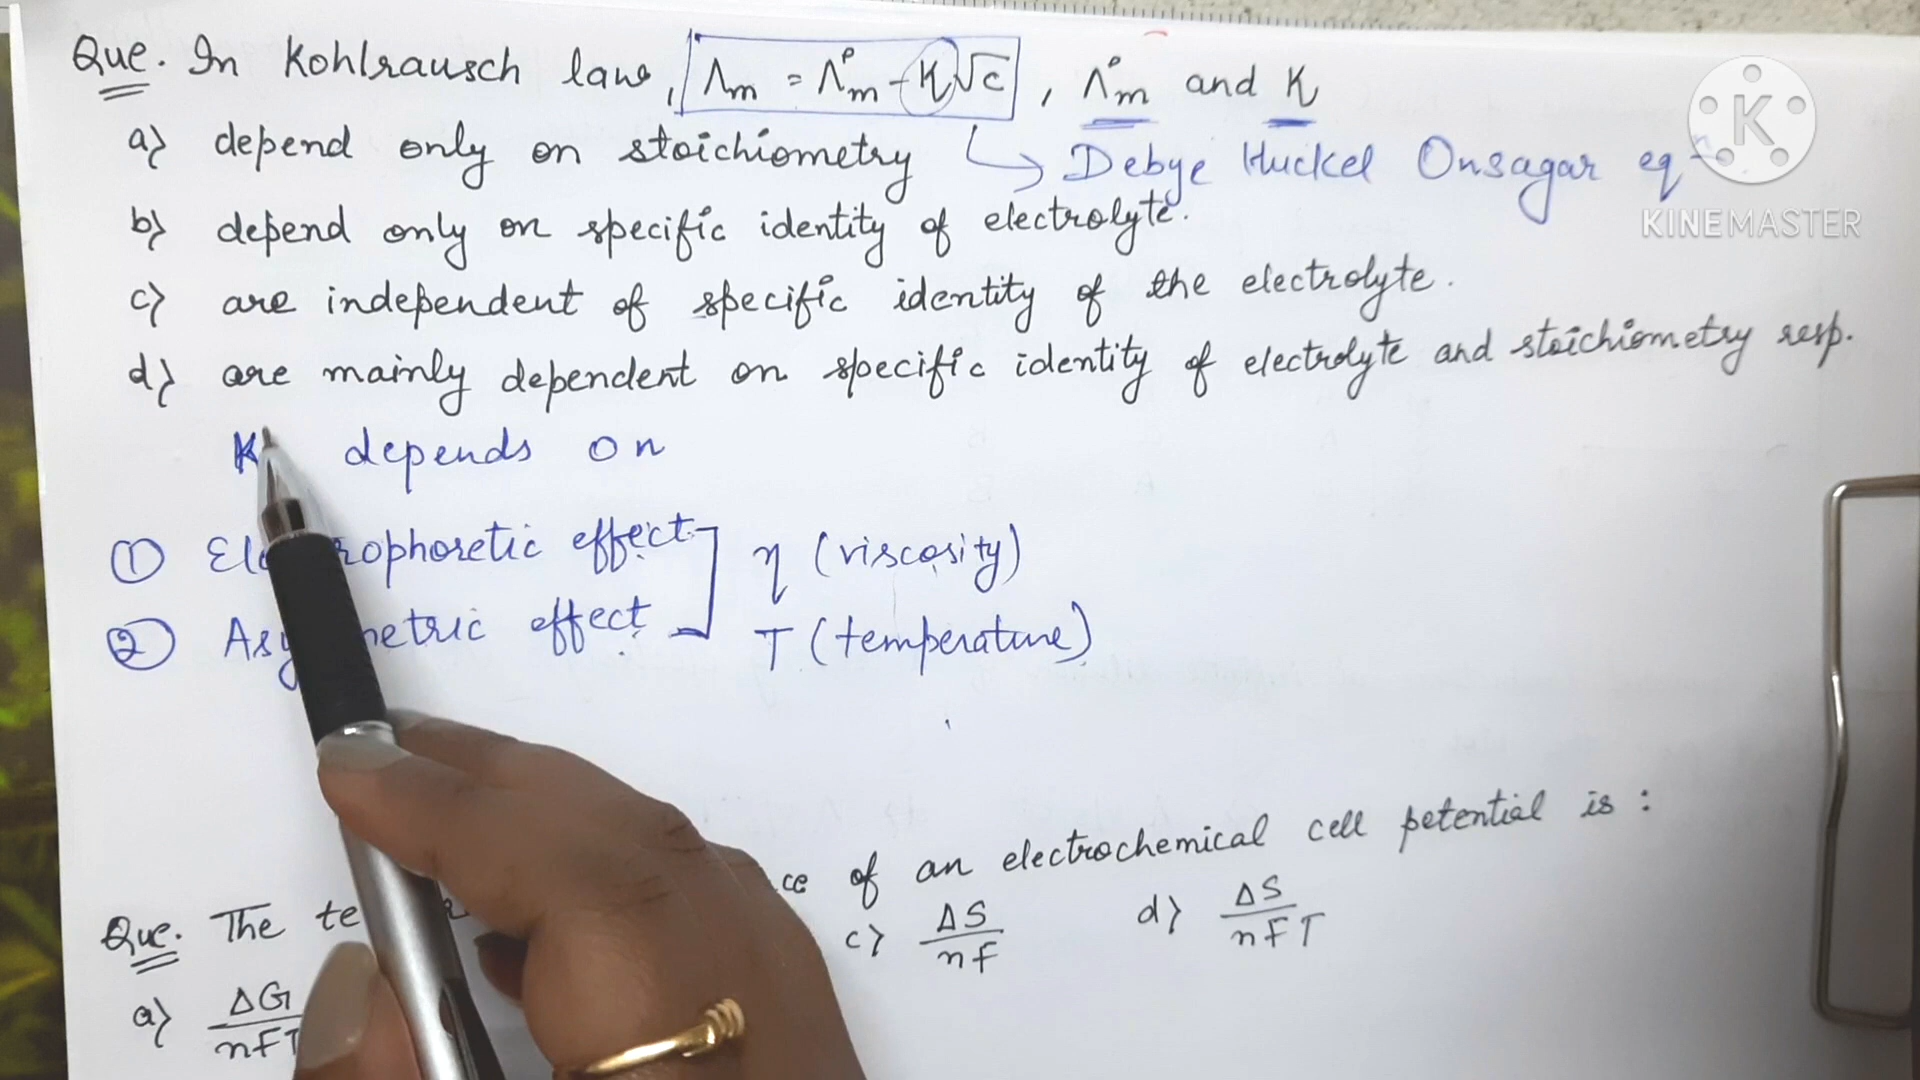 Que. In Kohlrausch law, Λm = Λ°m - K√c , Λ°m and K
a) depend only on stoichiometry
Debye Huckel Onsagar eq
b) depend only on specific identity of electrolyte.
c) are independent of specific identity of the electrolyte.
d) are mainly dependent on specific identity of electrolyte and stoichiometry resp.
K depends on
① effect
η (viscosity)
② effect
T (temperature)
Que. The of an electrochemical cell potential is :
c) ΔS/nF d) ΔS/nFT
a) ΔG/nFT
K
KINEMASTER